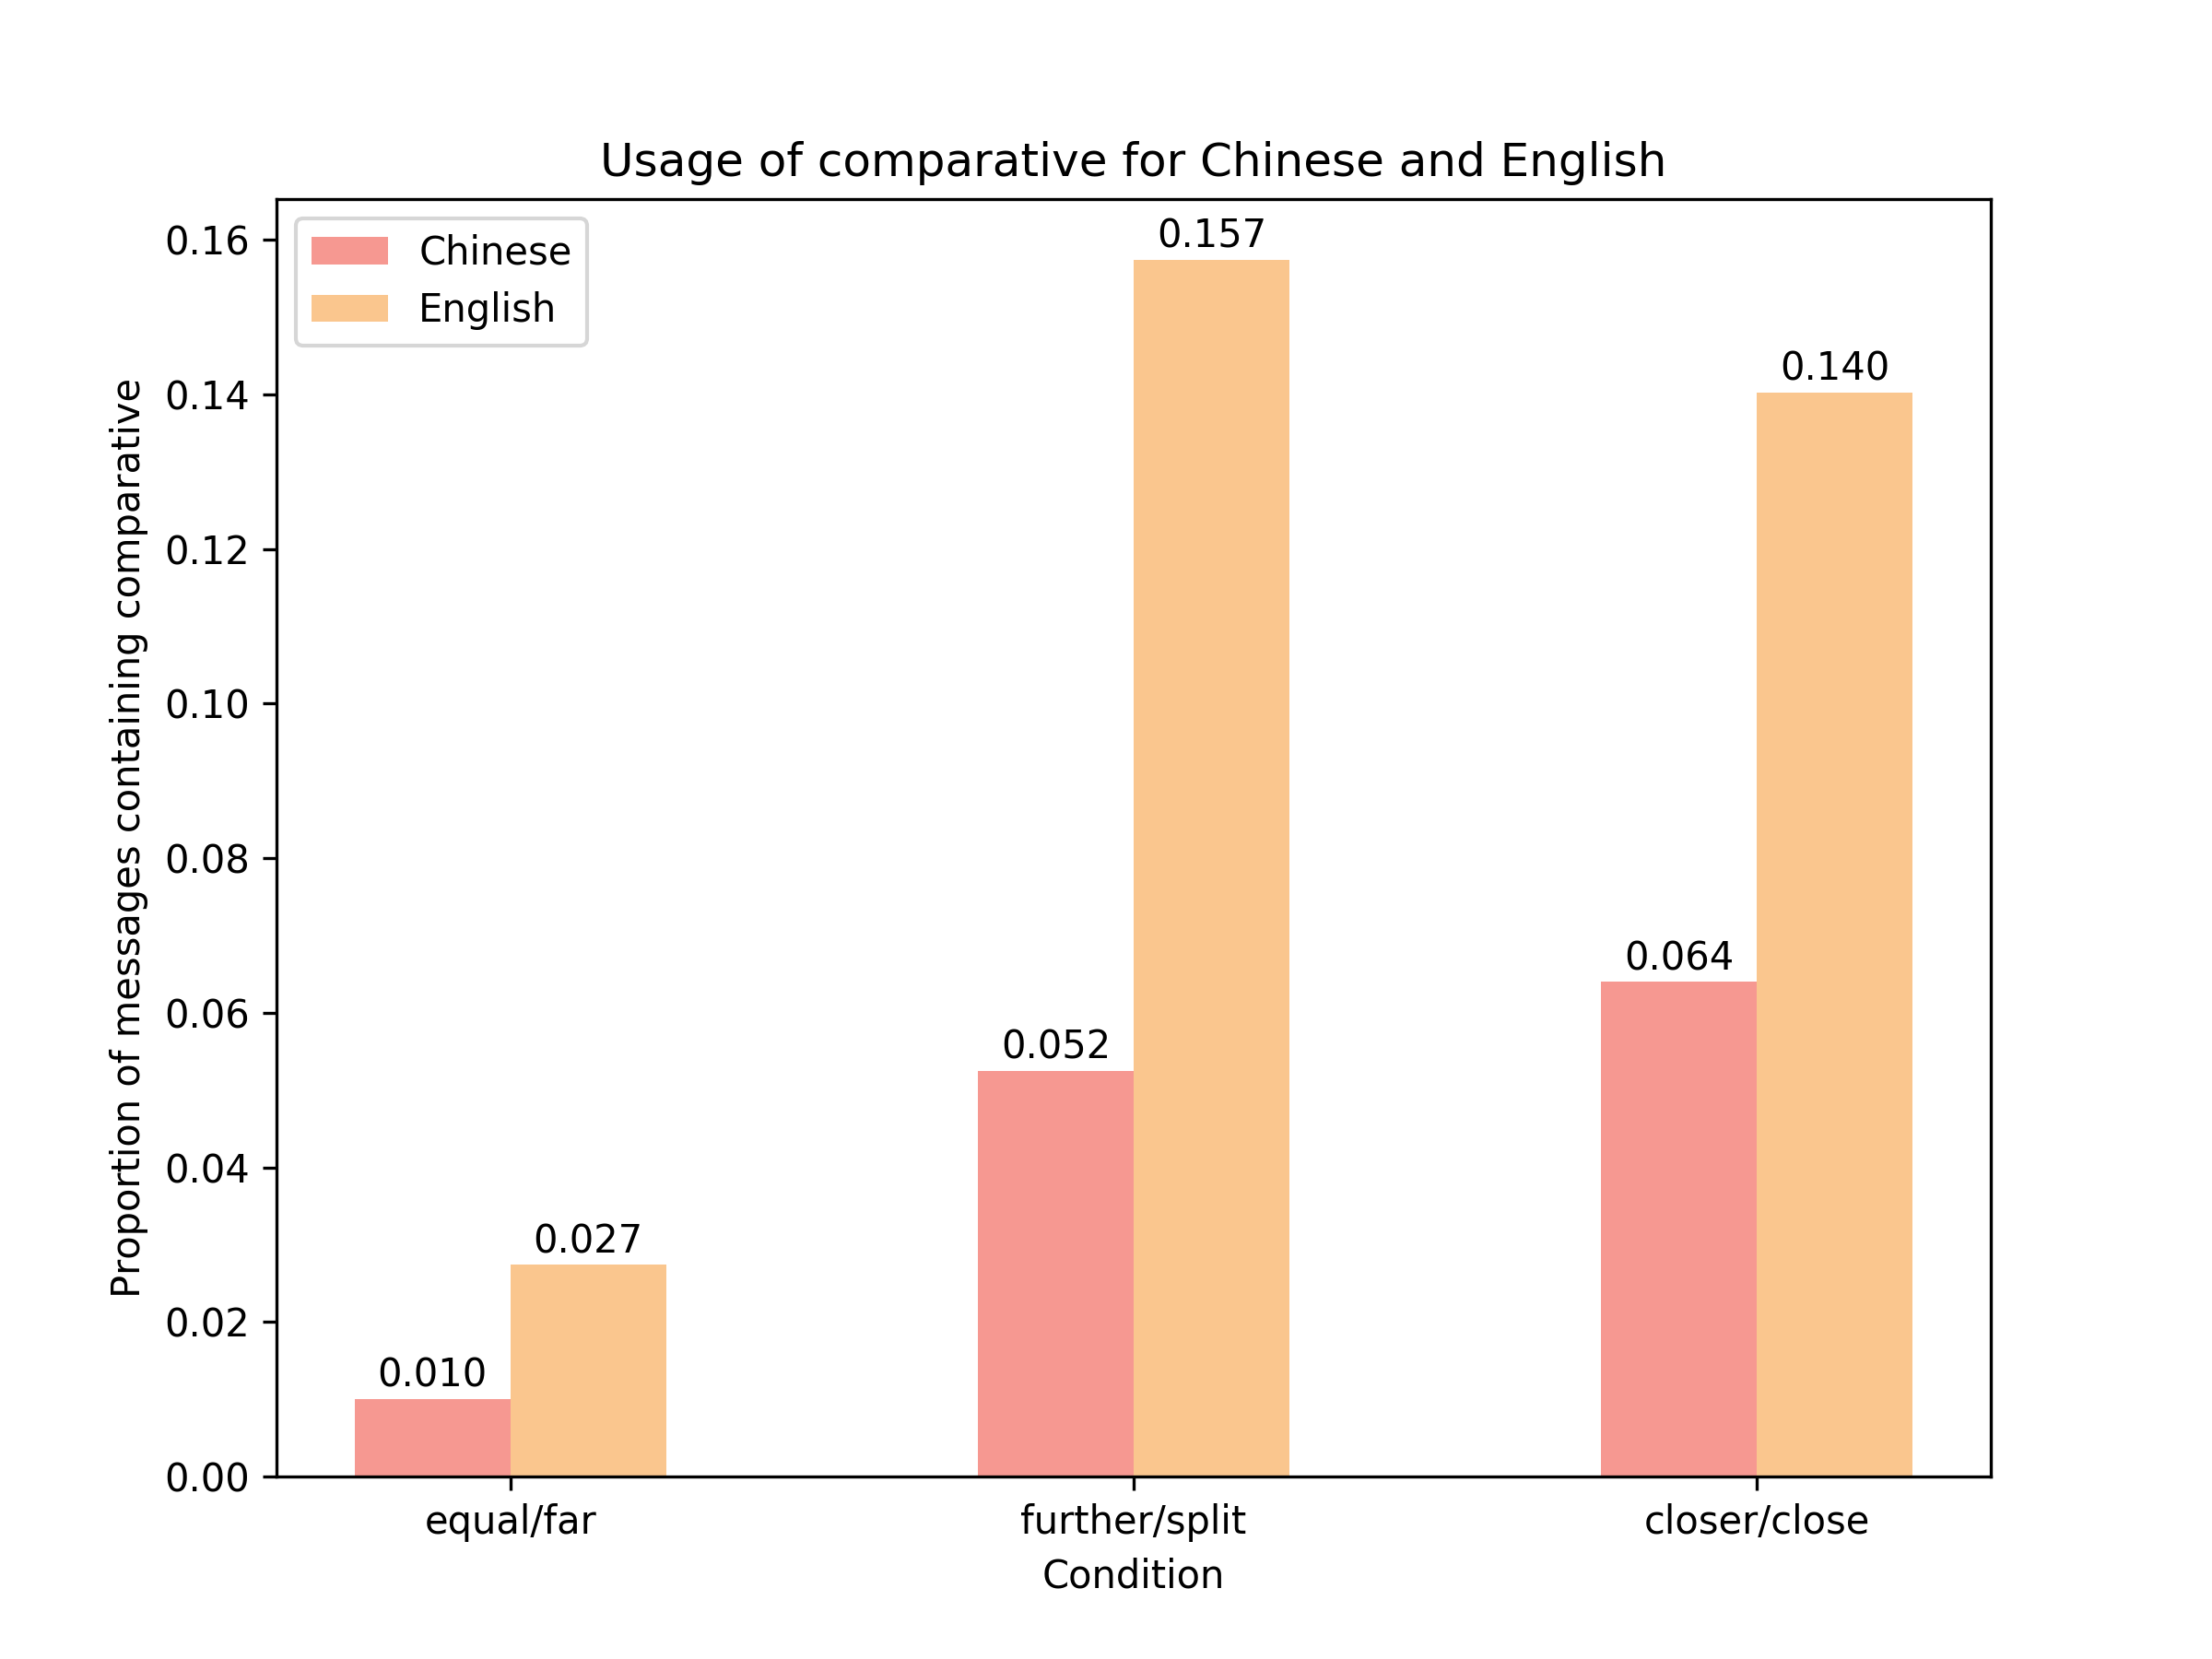 Usage of comparative for Chinese and English
Chinese
English
Proportion of messages containing comparative
0.16
0.14
0.12
0.10
0.08
0.06
0.04
0.02
0.00
0.010
0.027
0.052
0.157
0.064
0.140
equal/far
further/split
closer/close
Condition